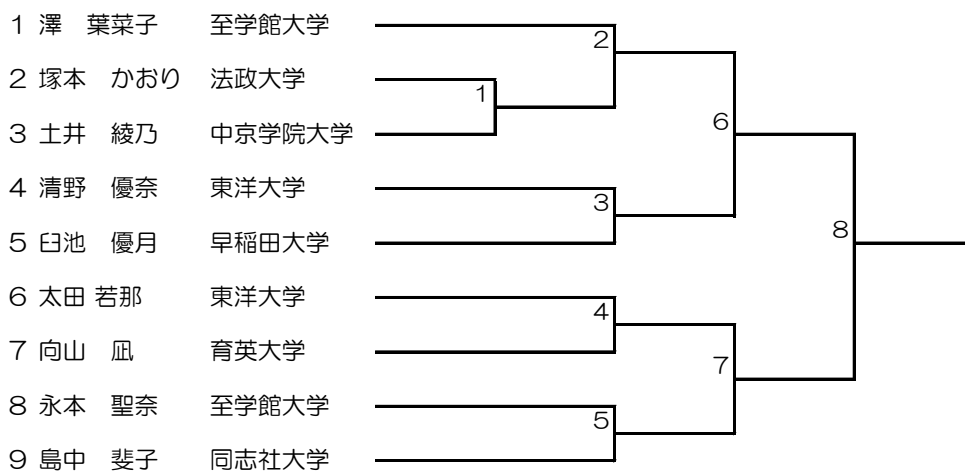 1 澤　葉菜子 至学館大学
2
2 塚本　かおり 法政大学
1
3 土井　綾乃 中京学院大学
6
4 清野　優奈 東洋大学
3
5 臼池　優月 早稲田大学
8
6 太田 若那 東洋大学
4
7 向山　凪 育英大学
7
8 永本　聖奈 至学館大学
5
9 島中　斐子 同志社大学